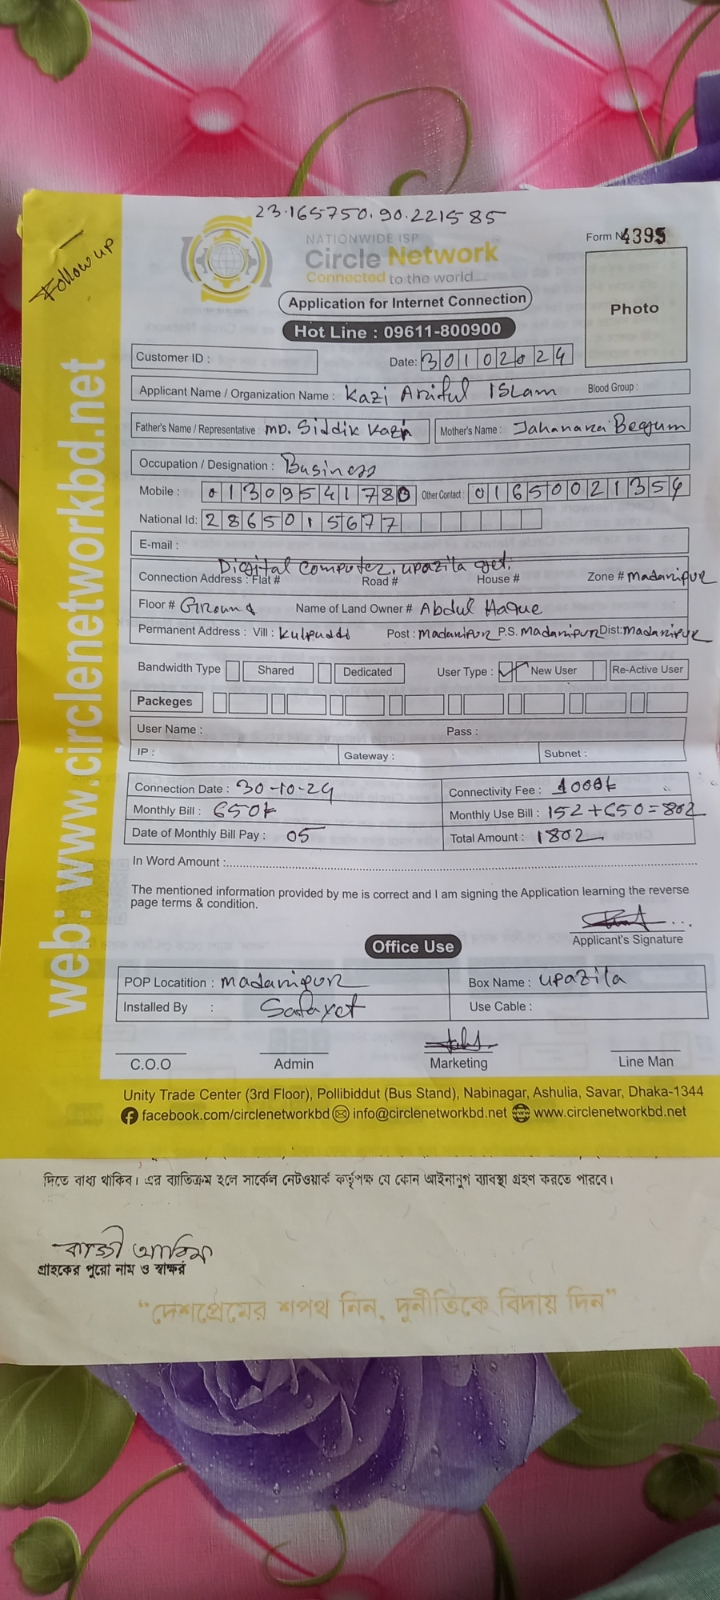 23.165750.90.221585
Follow up
NATIONWIDE ISP
Circle Network
Connected to the world
Form No 4395
Photo
Application for Internet Connection
Hot Line : 09611-800900
web: www.circlenetworkbd.net
Customer ID :
Date: 30102024
Applicant Name / Organization Name : Kazi Ariful ISLam Blood Group :
Father's Name / Representative : MD. Siddik Kazi Mother's Name : Jahanara Begum
Occupation / Designation : Business
Mobile : 01309541780 Other Contact : 01650021354
National Id: 2865015677
E-mail :
Digital computer, upazila get.
Connection Address : Flat # Road # House # Zone # Madaripur
Floor # Ground Name of Land Owner # Abdul Haque
Permanent Address : Vill : Kulpuddi Post : Madaripur P.S. Madaripur Dist: Madaripur
Bandwidth Type Shared Dedicated User Type : ✓ New User Re-Active User
Packeges
User Name : Pass :
IP : Gateway : Subnet :
Connection Date : 30-10-24 Connectivity Fee : 1000t
Monthly Bill : 650t Monthly Use Bill : 152+650=802
Date of Monthly Bill Pay : 05 Total Amount : 1802
In Word Amount :
The mentioned information provided by me is correct and I am signing the Application learning the reverse
page terms & condition.
Applicant's Signature
Office Use
POP Locatition : Madaripur Box Name : upazila
Installed By : Safayet Use Cable :
C.O.O Admin Marketing Line Man
Unity Trade Center (3rd Floor), Pollibiddut (Bus Stand), Nabinagar, Ashulia, Savar, Dhaka-1344
facebook.com/circlenetworkbd info@circlenetworkbd.net www.circlenetworkbd.net
দিতে বাধ্য থাকিব। এর ব্যতিক্রম হলে সার্কেল নেটওয়ার্ক কর্তৃপক্ষ যে কোন আইনানুগ ব্যবস্থা গ্রহণ করতে পারবে।
কাজী আরিফ
গ্রাহকের পুরো নাম ও স্বাক্ষর
“দেশপ্রেমের শপথ নিন, দুর্নীতিকে বিদায় দিন”